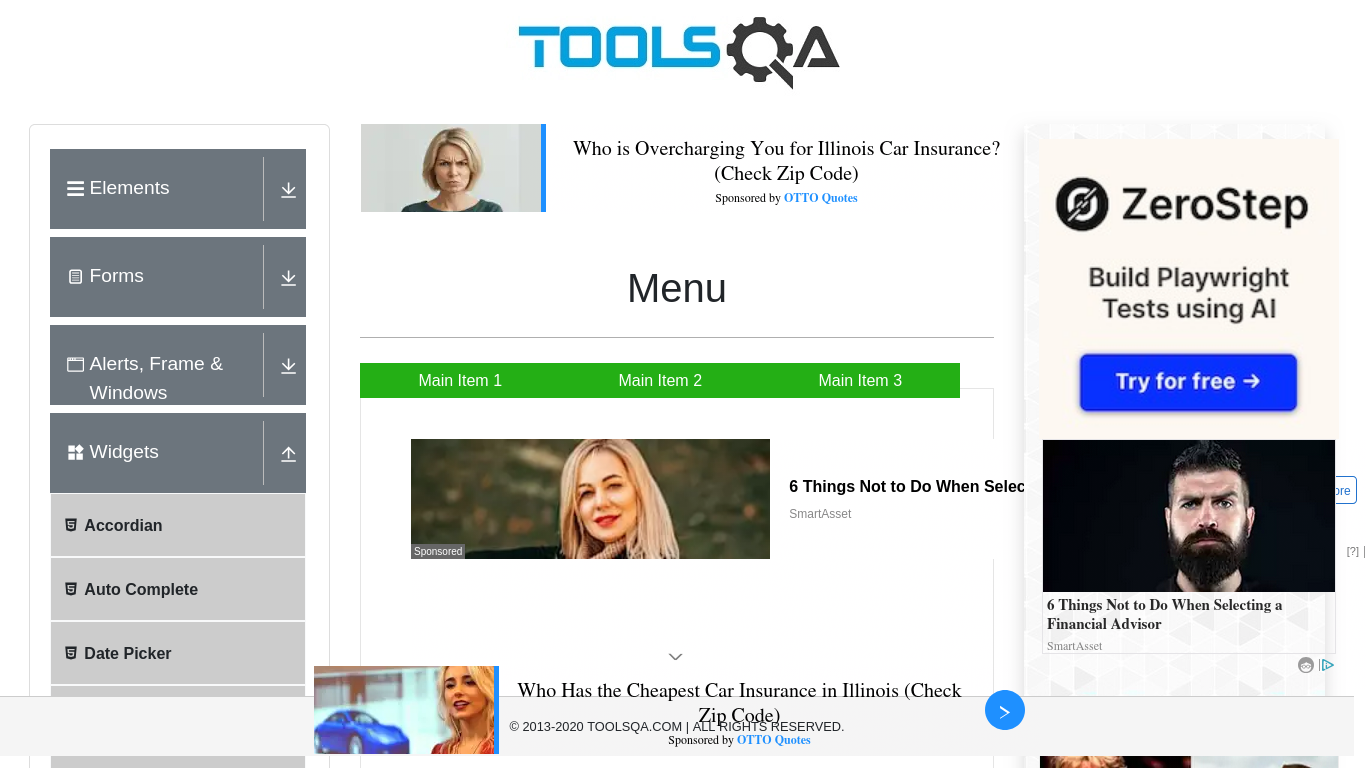 TOOLSQA
Elements
Forms
Alerts, Frame &
Windows
Widgets
Accordian
Auto Complete
Date Picker
Who is Overcharging You for Illinois Car Insurance?
(Check Zip Code)
Sponsored by OTTO Quotes
Menu
Main Item 1
Main Item 2
Main Item 3
Sponsored
6 Things Not to Do When Selec
SmartAsset
ZeroStep
Build Playwright
Tests using AI
Try for free →
ore
[?]
6 Things Not to Do When Selecting a
Financial Advisor
SmartAsset
Who Has the Cheapest Car Insurance in Illinois (Check
Zip Code)
© 2013-2020 TOOLSQA.COM | ALL RIGHTS RESERVED.
Sponsored by OTTO Quotes